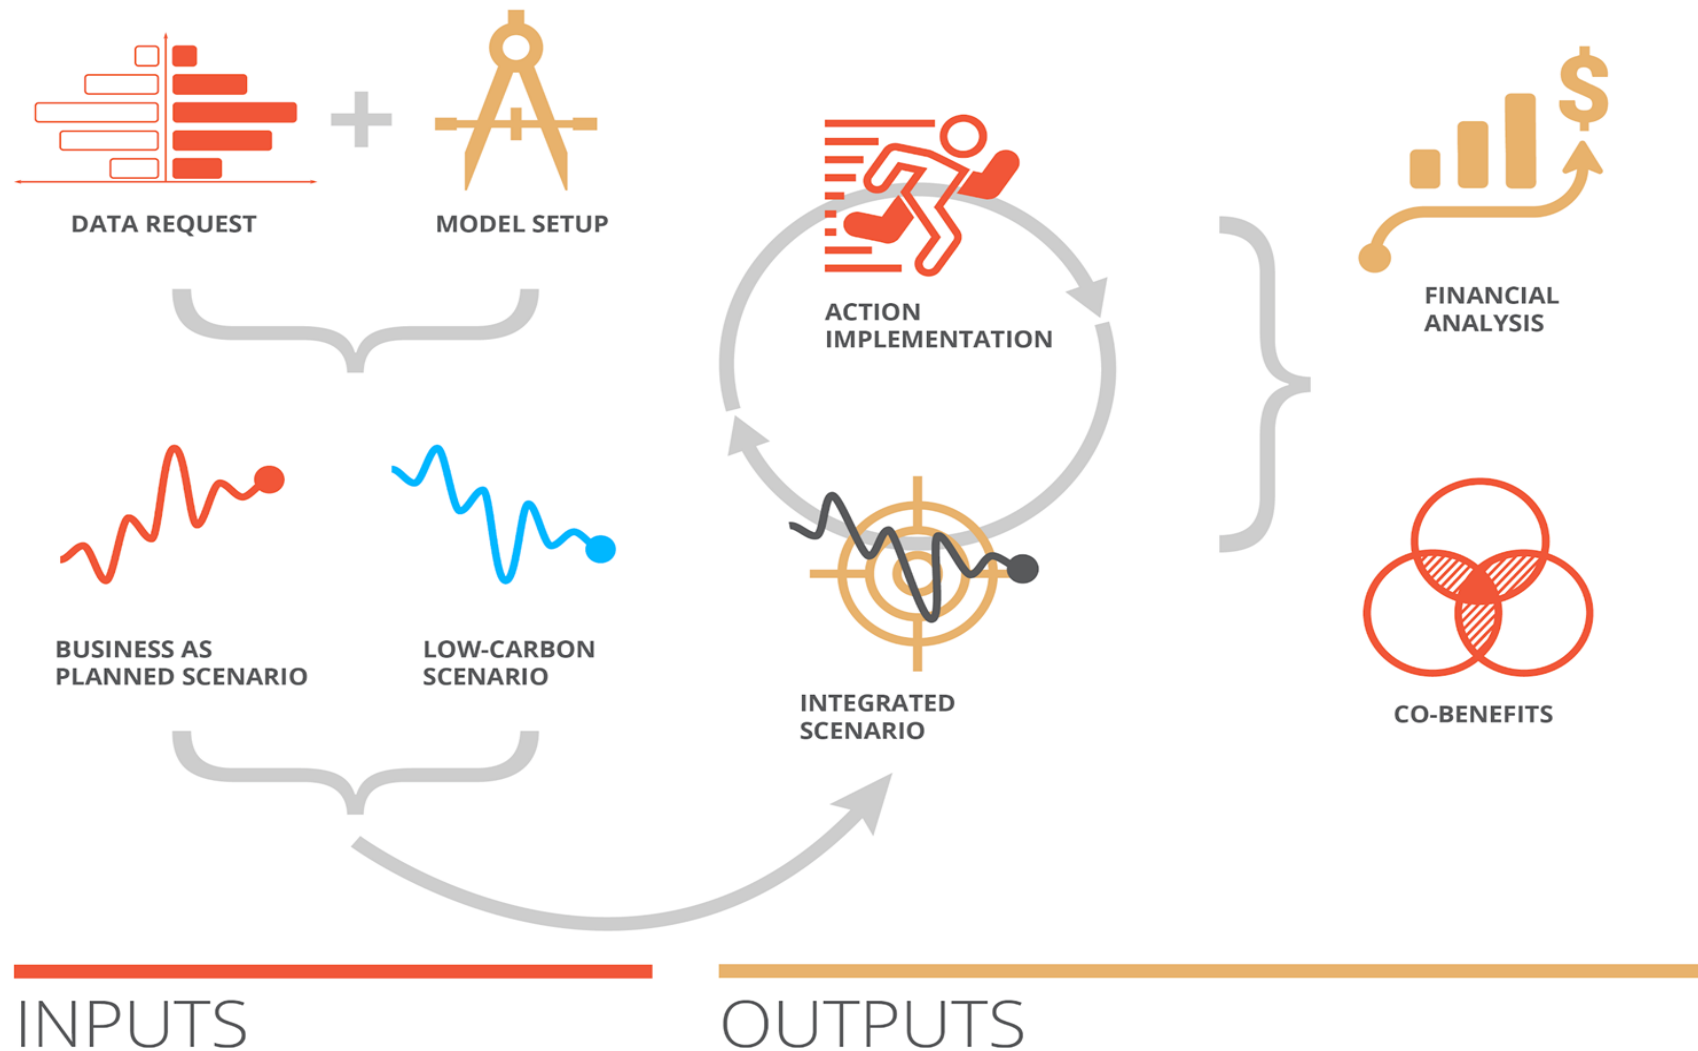 DATA REQUEST
MODEL SETUP
BUSINESS AS
PLANNED SCENARIO
LOW-CARBON
SCENARIO
ACTION
IMPLEMENTATION
INTEGRATED
SCENARIO
$
FINANCIAL
ANALYSIS
CO-BENEFITS
INPUTS
OUTPUTS